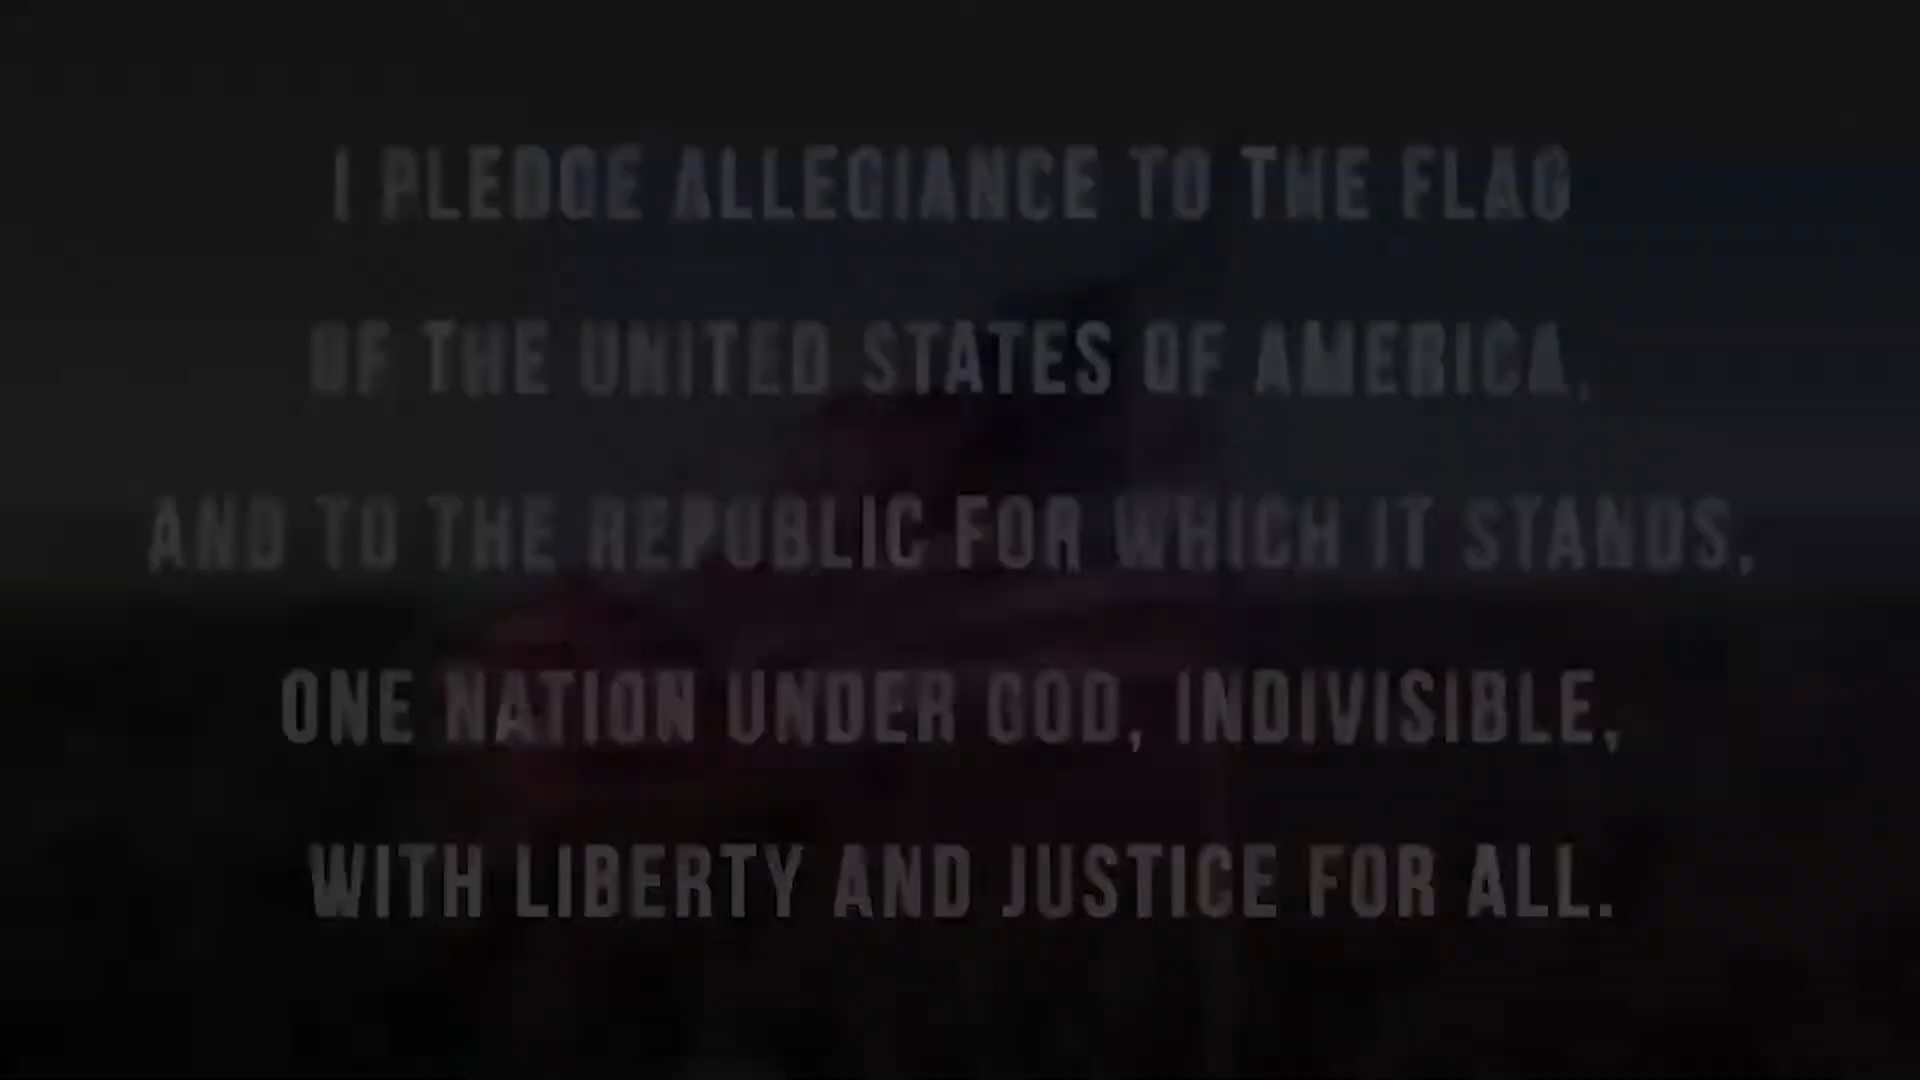 I PLEDGE ALLEGIANCE TO THE FLAG
OF THE UNITED STATES OF AMERICA,
AND TO THE REPUBLIC FOR WHICH IT STANDS,
ONE NATION UNDER GOD, INDIVISIBLE,
WITH LIBERTY AND JUSTICE FOR ALL.